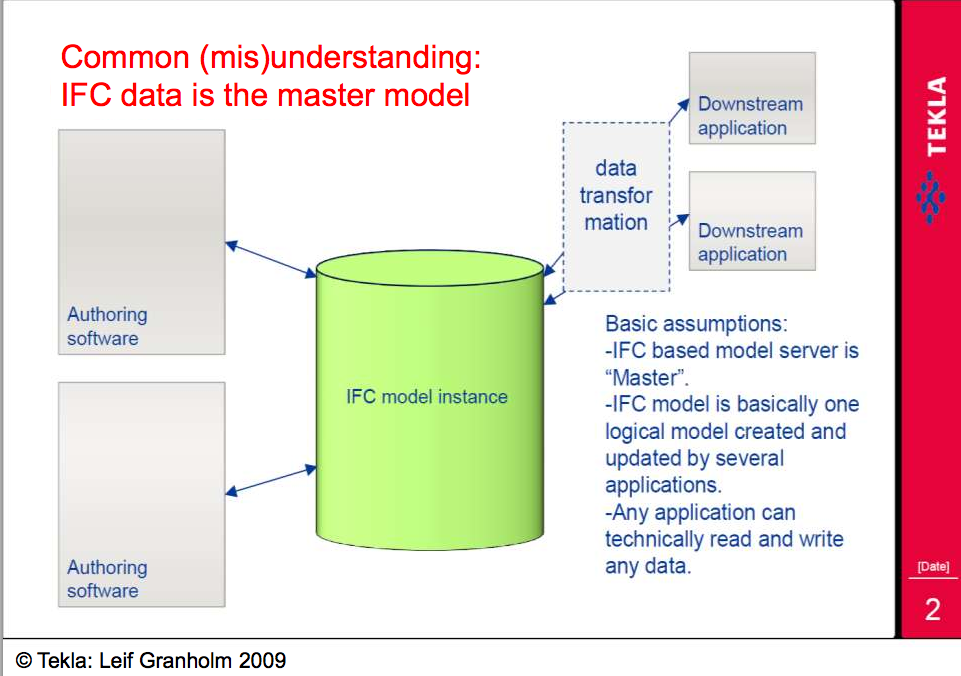 Common (mis)understanding:
IFC data is the master model
Authoring
software
Authoring
software
IFC model instance
data
transfor
mation
Downstream
application
Downstream
application
Basic assumptions:
-IFC based model server is
“Master”.
-IFC model is basically one
logical model created and
updated by several
applications.
-Any application can
technically read and write
any data.
TEKLA
[Date]
2
© Tekla: Leif Granholm 2009